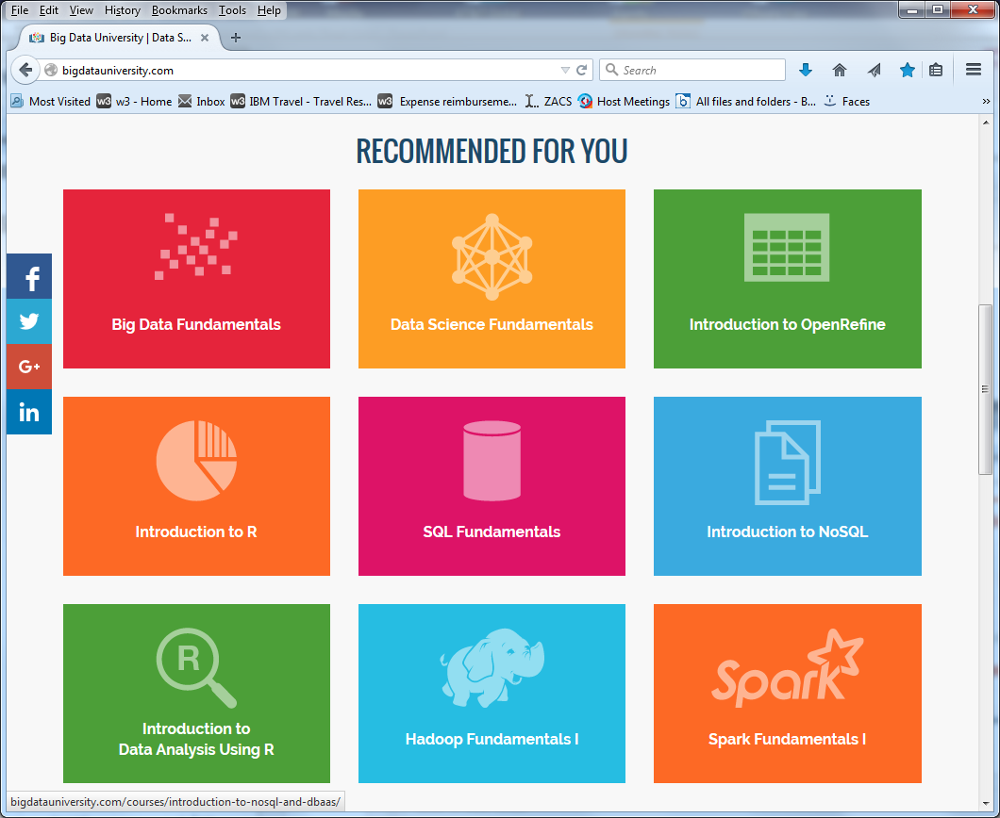 File Edit View History Bookmarks Tools Help
Big Data University | Data S...
bigdatauniversity.com
Search
Most Visited w3 w3 - Home Inbox w3 IBM Travel - Travel Res... w3 Expense reimburseme... ZACS Host Meetings All files and folders - B... Faces
RECOMMENDED FOR YOU
Big Data Fundamentals
Data Science Fundamentals
Introduction to OpenRefine
f
G+
in
Introduction to R
SQL Fundamentals
Introduction to NoSQL
R
Introduction to
Data Analysis Using R
Hadoop Fundamentals I
Spark
Spark Fundamentals I
bigdatauniversity.com/courses/introduction-to-nosql-and-dbaas/